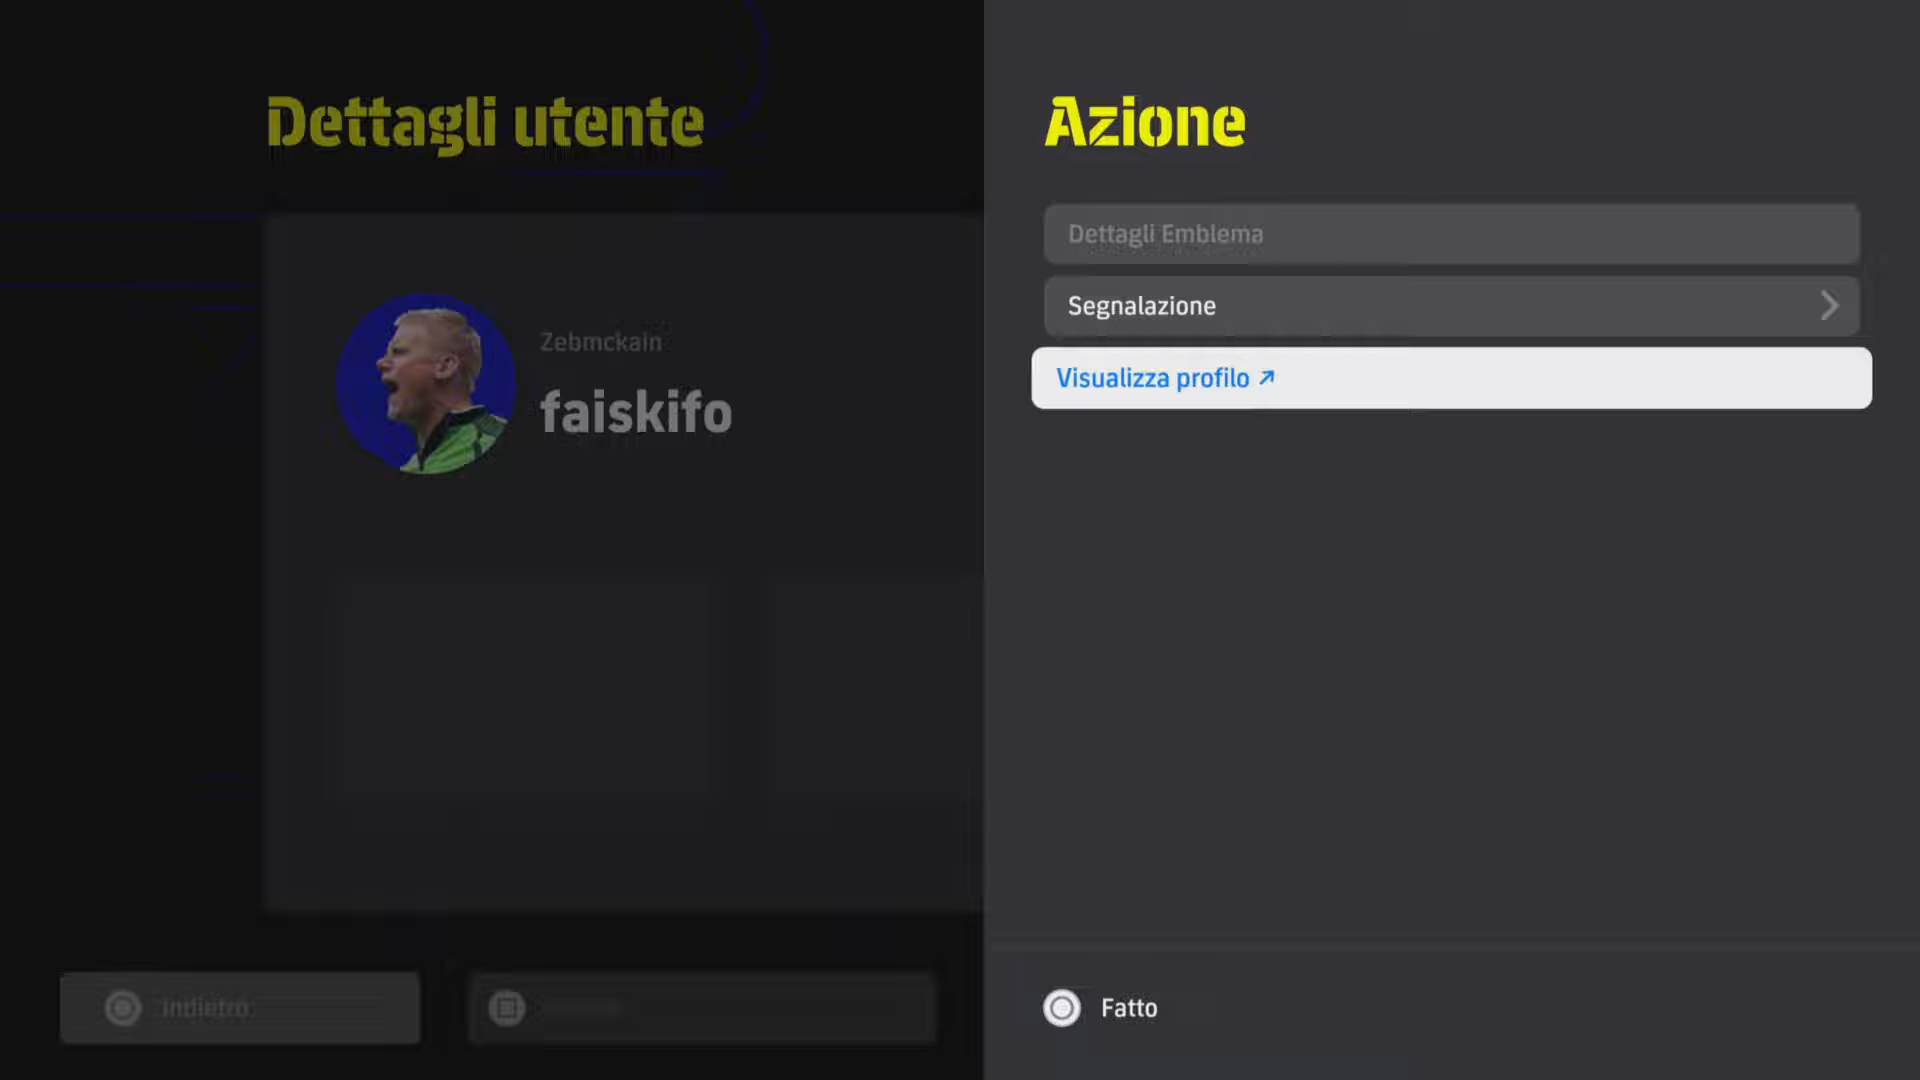 Dettagli utente
Zebmckain
faiskifo
Indietro
Azione
Dettagli Emblema
Segnalazione
Visualizza profilo
Fatto